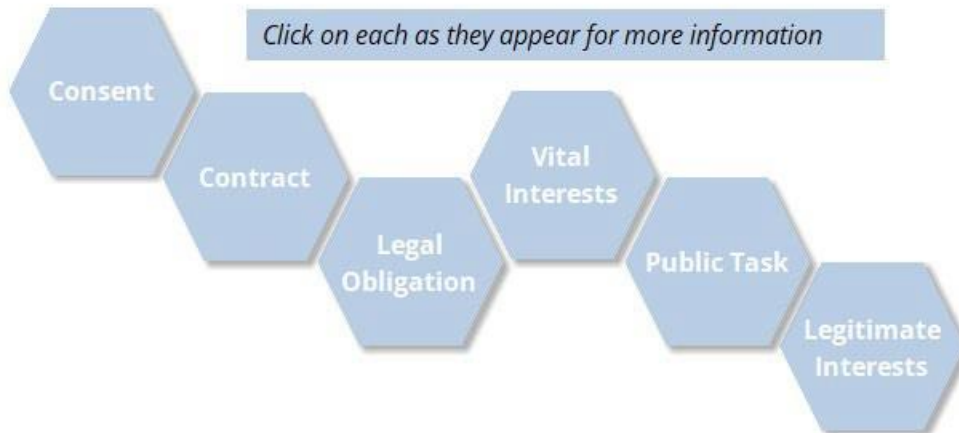 Click on each as they appear for more information
Consent
Contract
Legal
Obligation
Vital
Interests
Public Task
Legitimate
Interests